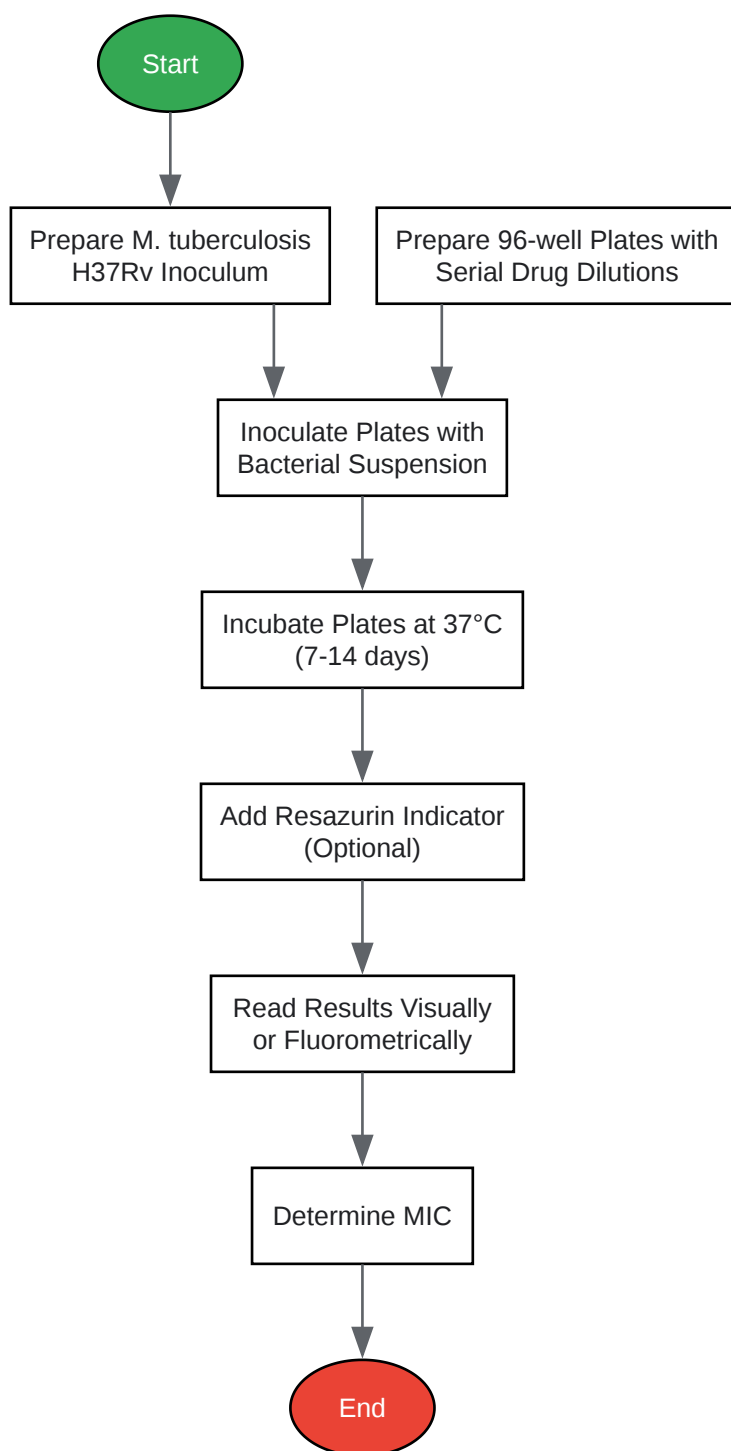 Start
Prepare M. tuberculosis
H37Rv Inoculum
Prepare 96-well Plates with
Serial Drug Dilutions
Inoculate Plates with
Bacterial Suspension
Incubate Plates at 37°C
(7-14 days)
Add Resazurin Indicator
(Optional)
Read Results Visually
or Fluorometrically
Determine MIC
End